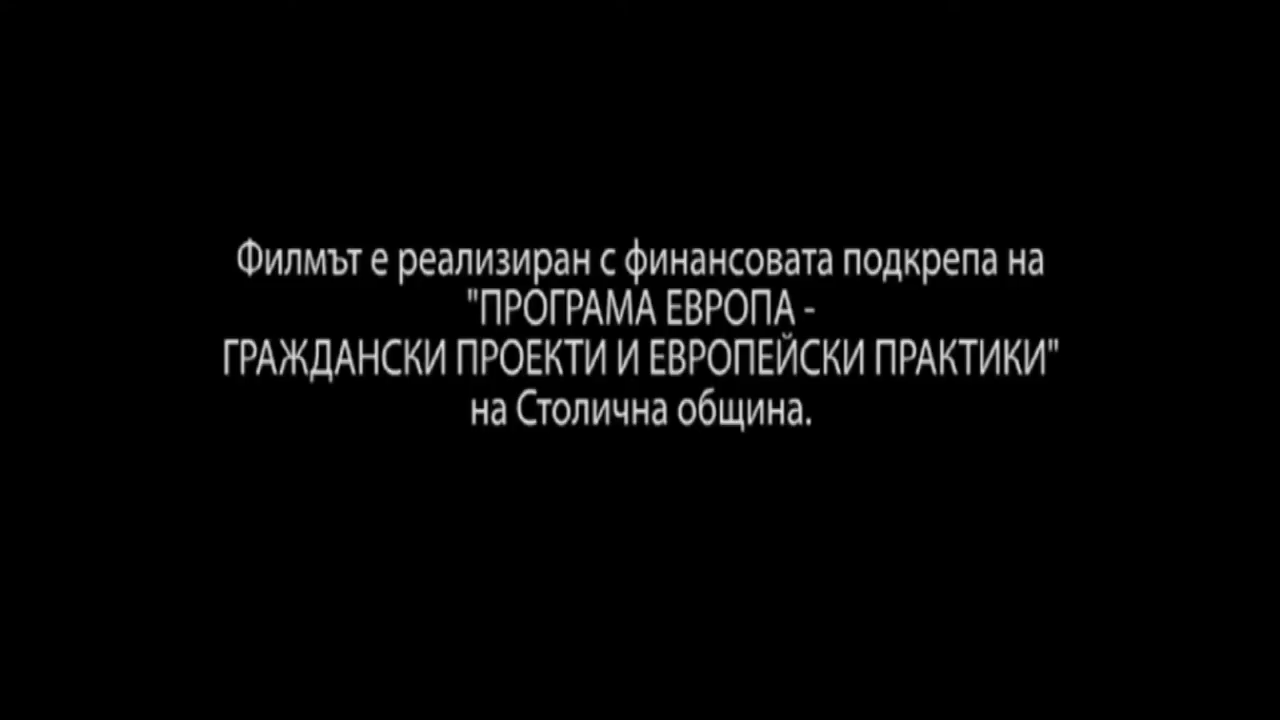 Филмът е реализиран с финансовата подкрепа на
"ПРОГРАМА ЕВРОПА -
ГРАЖДАНСКИ ПРОЕКТИ И ЕВРОПЕЙСКИ ПРАКТИКИ"
на Столична община.